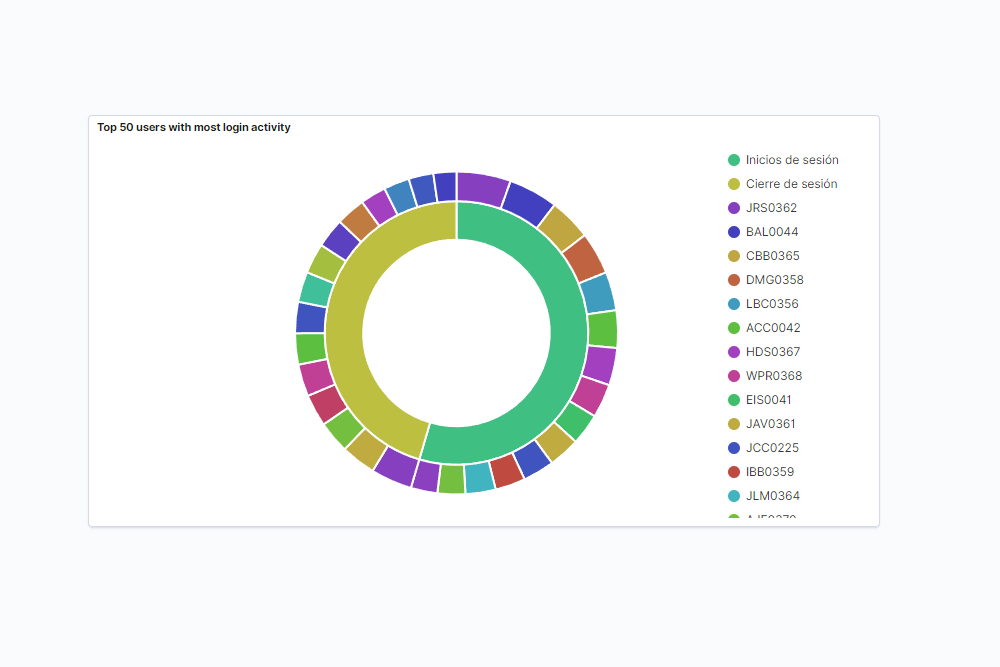 Top 50 users with most login activity
Inicios de sesión
Cierre de sesión
JRS0362
BAL0044
CBB0365
DMG0358
LBC0356
ACC0042
HDS0367
WPR0368
EIS0041
JAV0361
JCC0225
IBB0359
JLM0364